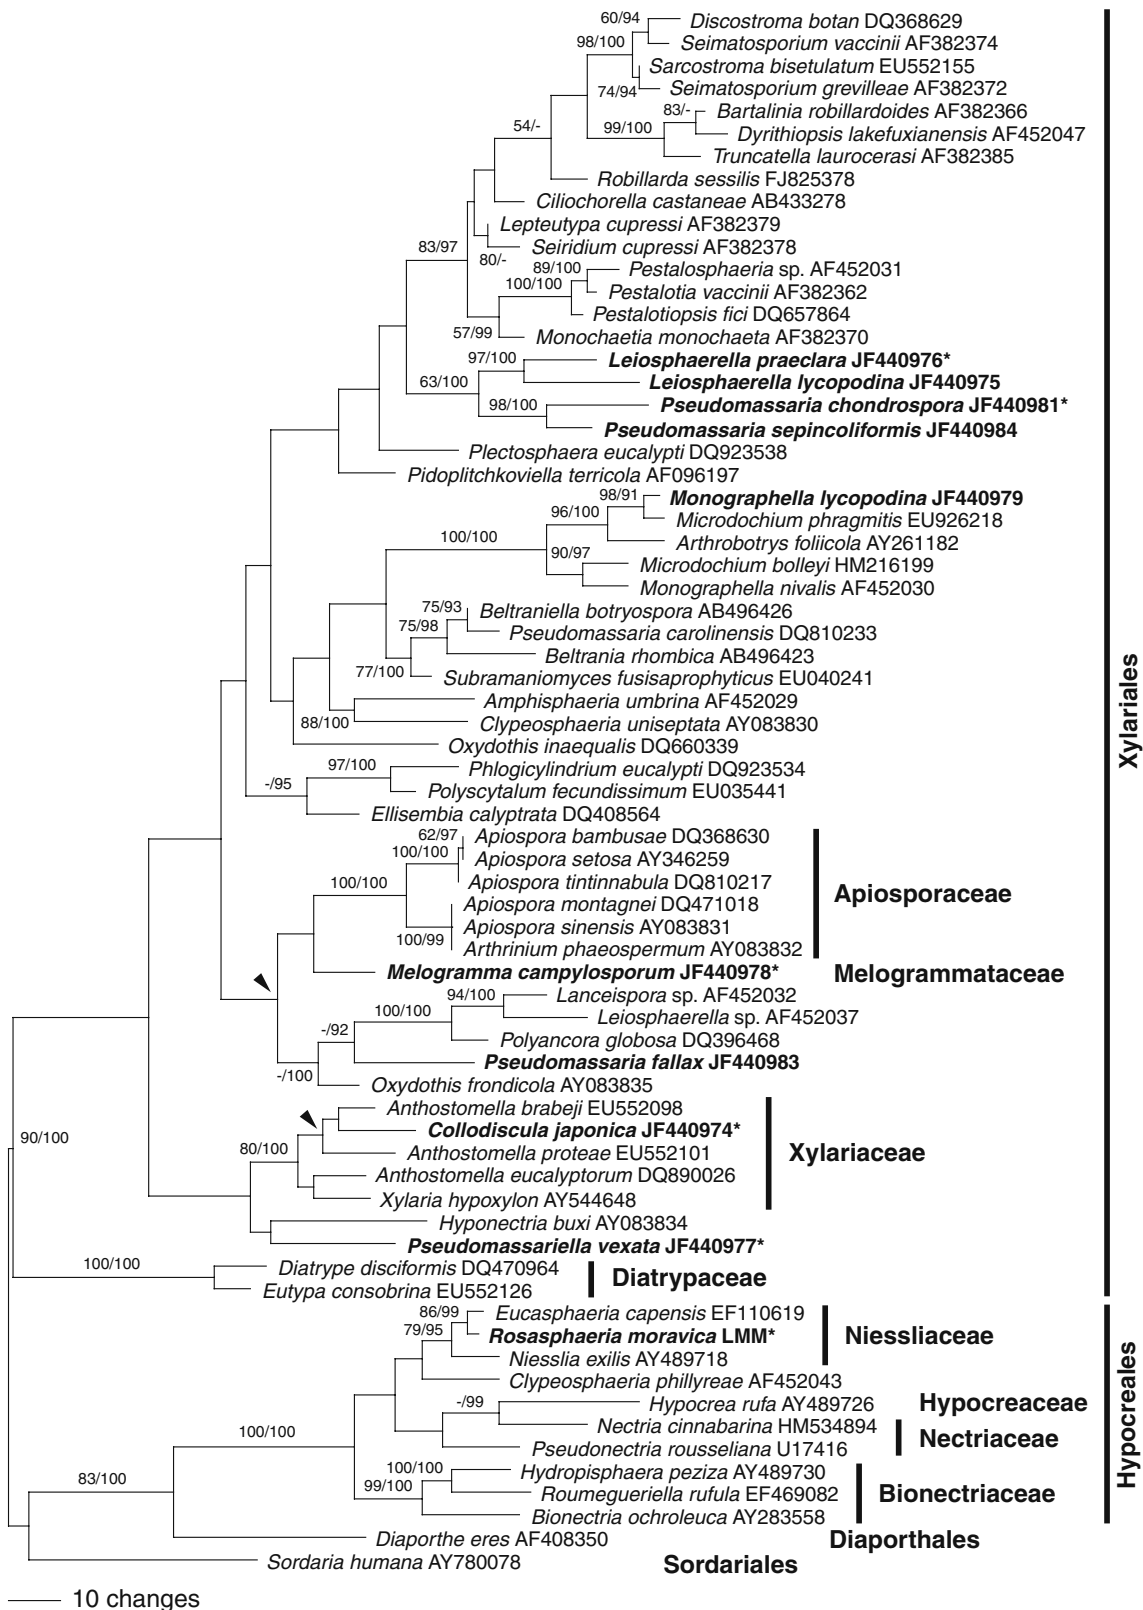 60/94
Discostroma botan DQ368629
98/100
Seimatosporium vaccinii AF382374
Sarcostroma bisetulatum EU552155
74/94
Seimatosporium grevilleae AF382372
83/-
Bartalinia robillardoides AF382366
54/-
99/100
Dyrithiopsis lakefuxianensis AF452047
Truncatella laurocerasi AF382385
Robillarda sessilis FJ825378
Ciliochorella castaneae AB433278
Lepteutypa cupressi AF382379
83/97
Seiridium cupressi AF382378
80/-
89/100
Pestalosphaeria sp. AF452031
100/100
Pestalotia vaccinii AF382362
Pestalotiopsis fici DQ657864
57/99
Monochaetia monochaeta AF382370
97/100
Leiosphaerella praeclara JF440976*
63/100
Leiosphaerella lycopodina JF440975
98/100
Pseudomassaria chondrospora JF440981*
Pseudomassaria sepincoliformis JF440984
Plectosphaera eucalypti DQ923538
Pidoplitchkoviella terricola AF096197
98/91
Monographella lycopodina JF440979
96/100
Microdochium phragmitis EU926218
100/100
Arthrobotrys foliicola AY261182
90/97
Microdochium bolleyi HM216199
Monographella nivalis AF452030
75/93
Beltraniella botryospora AB496426
75/98
Pseudomassaria carolinensis DQ810233
Beltrania rhombica AB496423
77/100
Subramaniomyces fusisaprophyticus EU040241
Amphisphaeria umbrina AF452029
88/100
Clypeosphaeria uniseptata AY083830
Oxydothis inaequalis DQ660339
97/100
Phlogicylindrium eucalypti DQ923534
-/95
Polyscytalum fecundissimum EU035441
Ellisembia calyptrata DQ408564
Xylariales
62/97
Apiospora bambusae DQ368630
100/100
Apiospora setosa AY346259
100/100
Apiospora tintinnabula DQ810217
Apiosporaceae
Apiospora montagnei DQ471018
Apiospora sinensis AY083831
100/99
Arthrinium phaeospermum AY083832
Melogramma campylosporum JF440978*
Melogrammataceae
94/100
Lanceispora sp. AF452032
100/100
Leiosphaerella sp. AF452037
-/92
Polyancora globosa DQ396468
Pseudomassaria fallax JF440983
-/100
Oxydothis frondicola AY083835
Anthostomella brabeji EU552098
90/100
Collodiscula japonica JF440974*
80/100
Anthostomella proteae EU552101
Xylariaceae
Anthostomella eucalyptorum DQ890026
Xylaria hypoxylon AY544648
Hyponectria buxi AY083834
Pseudomassariella vexata JF440977*
100/100
Diatrype disciformis DQ470964
Diatrypaceae
Eutypa consobrina EU552126
86/99
Eucasphaeria capensis EF110619
79/95
Rosasphaeria moravica LMM*
Niessliaceae
Niesslia exilis AY489718
Clypeosphaeria phillyreae AF452043
-/99
Hypocrea rufa AY489726
Hypocreaceae
100/100
Nectria cinnabarina HM534894
Nectriaceae
Pseudonectria rousseliana U17416
Hypocreales
100/100
Hydropisphaera peziza AY489730
83/100
99/100
Roumegueriella rufula EF469082
Bionectriaceae
Bionectria ochroleuca AY283558
Diaporthe eres AF408350
Diaporthales
Sordaria humana AY780078
Sordariales
10 changes